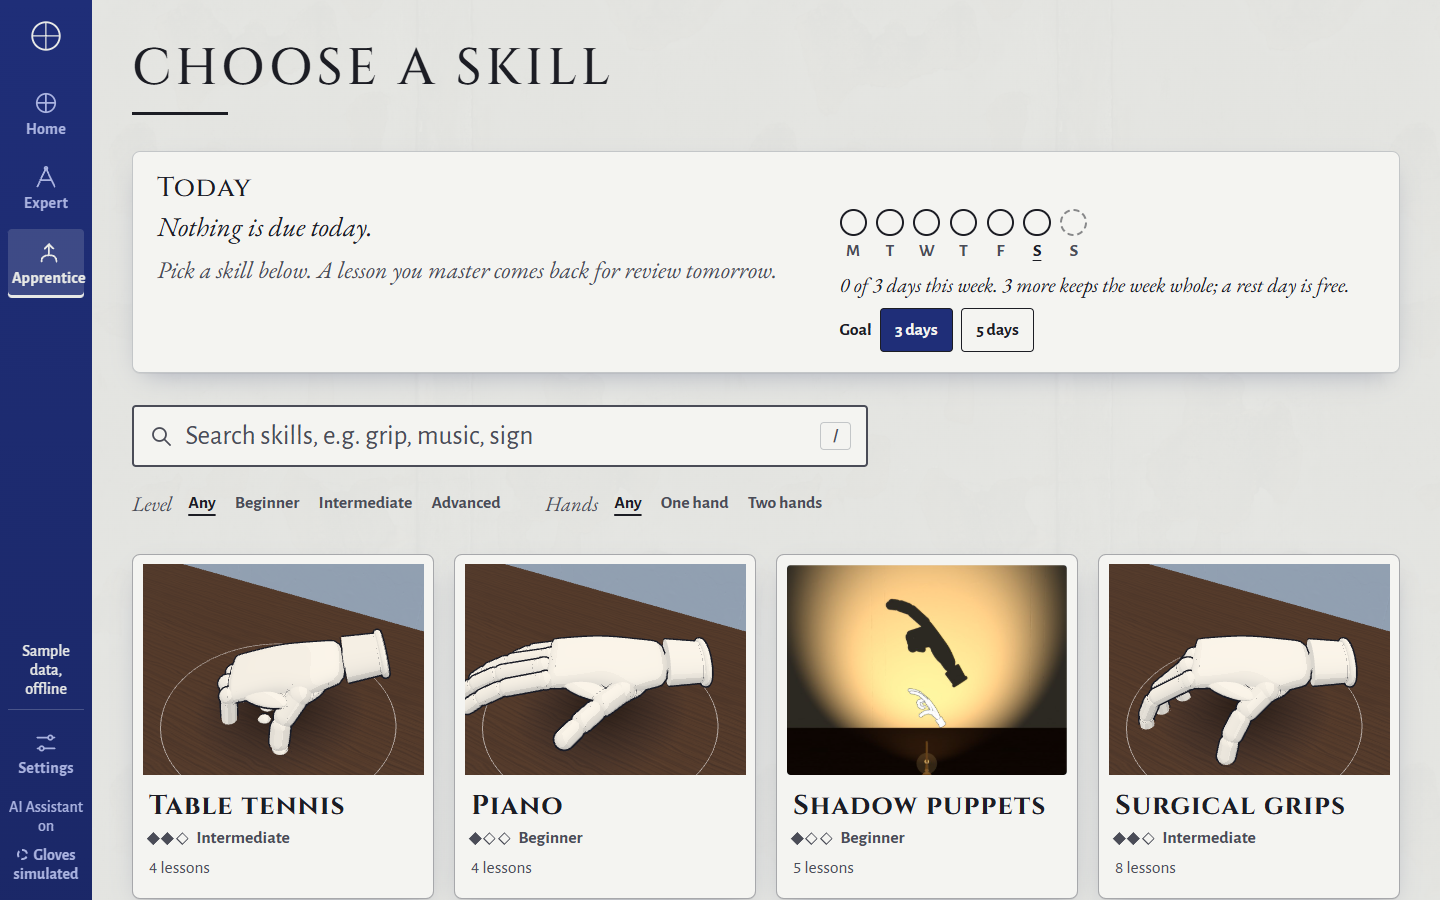 CHOOSE A SKILL
Home
Expert
Apprentice
Sample
data,
offline
Settings
AI Assistant
on
Gloves
simulated
TODAY
Nothing is due today.
Pick a skill below. A lesson you master comes back for review tomorrow.
M T W T F S S
0 of 3 days this week. 3 more keeps the week whole; a rest day is free.
Goal 3 days 5 days
Search skills, e.g. grip, music, sign /
Level Any Beginner Intermediate Advanced Hands Any One hand Two hands
TABLE TENNIS
Intermediate
4 lessons
PIANO
Beginner
4 lessons
SHADOW PUPPETS
Beginner
5 lessons
SURGICAL GRIPS
Intermediate
8 lessons